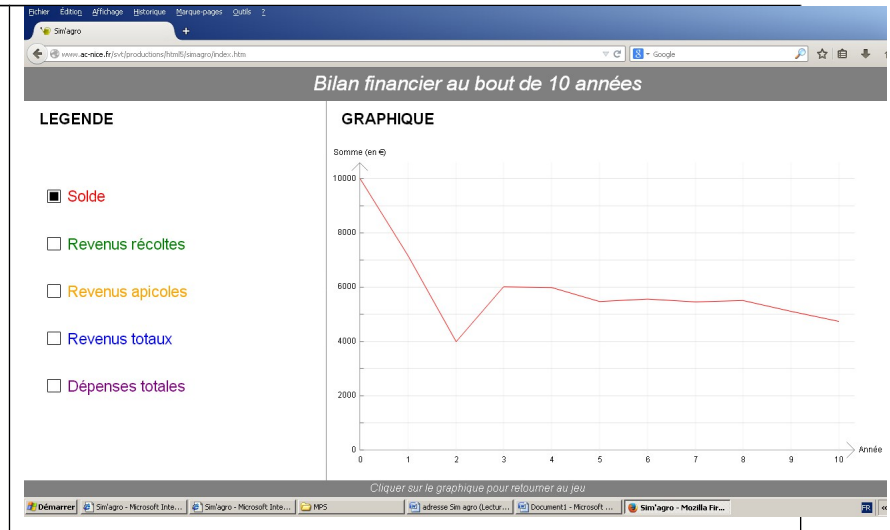 Fichier Edition Affichage Historique Marque-pages Outils ?
Sim'agro
+
www.ac-nice.fr/svt/productions/html5/simagro/index.htm
Google
Bilan financier au bout de 10 années
LEGENDE
GRAPHIQUE
Somme (en €)
Solde
Revenus récoltes
Revenus apicoles
Revenus totaux
Dépenses totales
10000
8000
6000
4000
2000
0
0 1 2 3 4 5 6 7 8 9 10
Année
Cliquer sur le graphique pour retourner au jeu
Démarrer Sim'agro - Microsoft Inte... Sim'agro - Microsoft Inte... MPS adresse Sim agro (Lectur... Document1 - Microsoft ... Sim'agro - Mozilla Fir... FR «